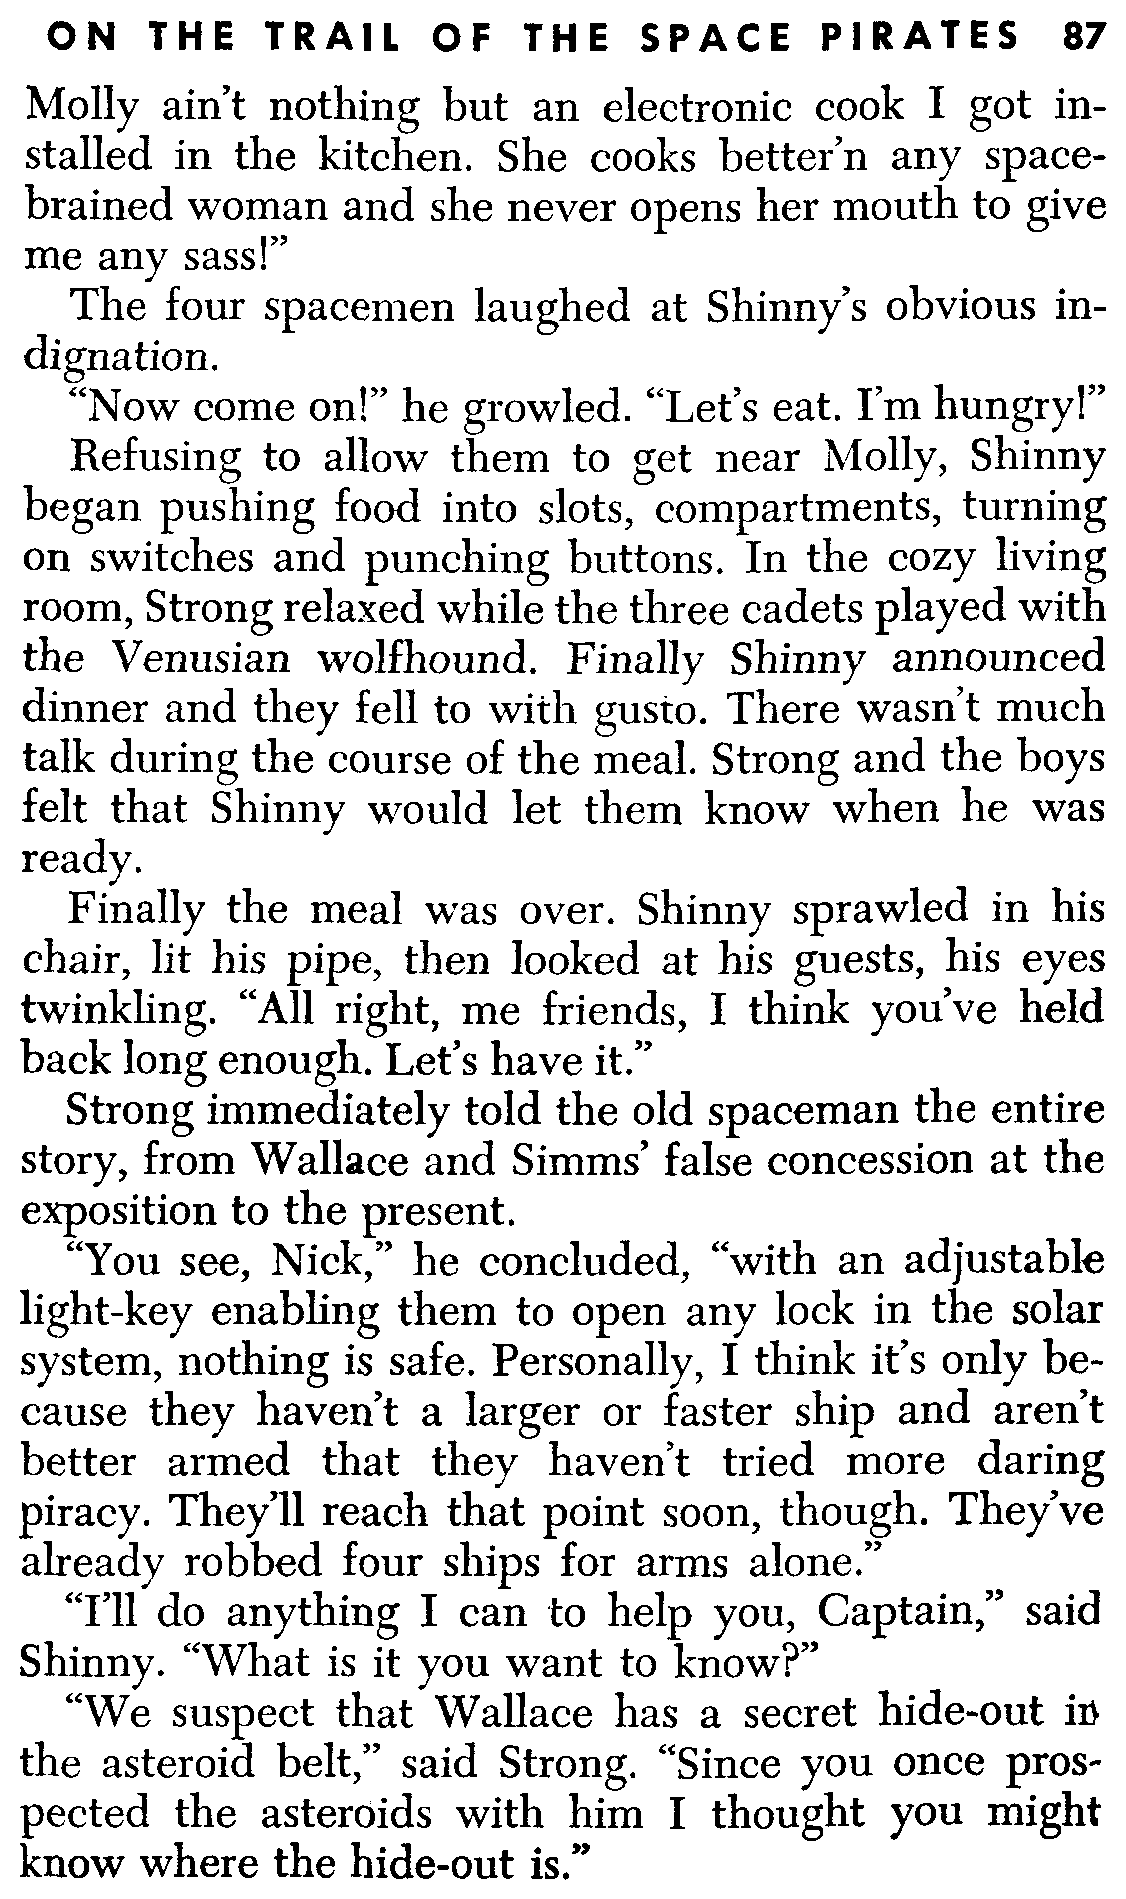 ON THE TRAIL OF THE SPACE PIRATES 87
Molly ain't nothing but an electronic cook I got in-
stalled in the kitchen. She cooks better'n any space-
brained woman and she never opens her mouth to give
me any sass!”
The four spacemen laughed at Shinny's obvious in-
dignation.
“Now come on!” he growled. “Let's eat. I'm hungry!”
Refusing to allow them to get near Molly, Shinny
began pushing food into slots, compartments, turning
on switches and punching buttons. In the cozy living
room, Strong relaxed while the three cadets played with
the Venusian wolfhound. Finally Shinny announced
dinner and they fell to with gusto. There wasn't much
talk during the course of the meal. Strong and the boys
felt that Shinny would let them know when he was
ready.
Finally the meal was over. Shinny sprawled in his
chair, lit his pipe, then looked at his guests, his eyes
twinkling. “All right, me friends, I think you've held
back long enough. Let's have it.”
Strong immediately told the old spaceman the entire
story, from Wallace and Simms' false concession at the
exposition to the present.
“You see, Nick,” he concluded, “with an adjustable
light-key enabling them to open any lock in the solar
system, nothing is safe. Personally, I think it's only be-
cause they haven't a larger or faster ship and aren't
better armed that they haven't tried more daring
piracy. They'll reach that point soon, though. They've
already robbed four ships for arms alone.”
“I'll do anything I can to help you, Captain,” said
Shinny. “What is it you want to know?”
“We suspect that Wallace has a secret hide-out in
the asteroid belt,” said Strong. “Since you once pros-
pected the asteroids with him I thought you might
know where the hide-out is.”